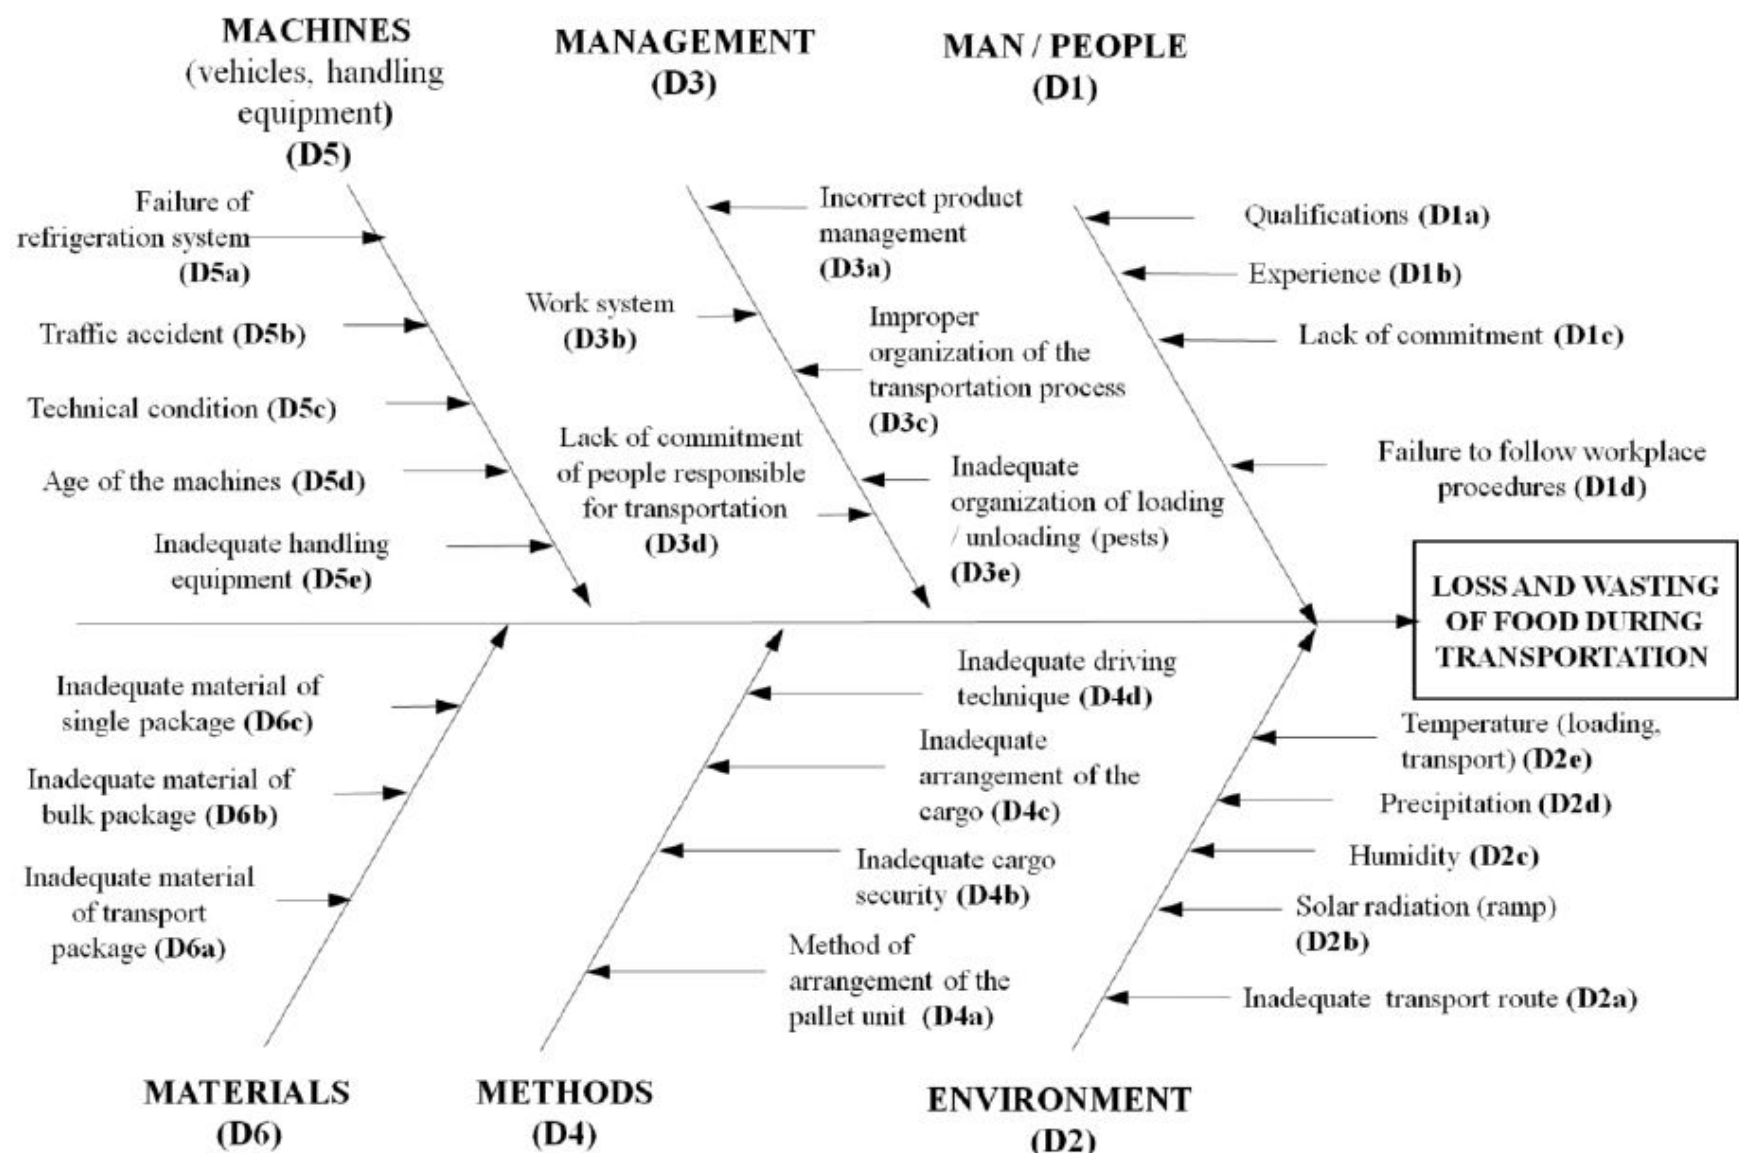 MACHINES
(vehicles, handling
equipment)
(D5)
MANAGEMENT
(D3)
MAN / PEOPLE
(D1)
Failure of
refrigeration system
(D5a)
Traffic accident (D5b)
Technical condition (D5c)
Age of the machines (D5d)
Inadequate handling
equipment (D5e)
Incorrect product
management
(D3a)
Work system
(D3b)
Improper
organization of the
transportation process
(D3c)
Lack of commitment
of people responsible
for transportation
(D3d)
Inadequate
organization of loading
/ unloading (pests)
(D3e)
Qualifications (D1a)
Experience (D1b)
Lack of commitment (D1c)
Failure to follow workplace
procedures (D1d)
LOSS AND WASTING
OF FOOD DURING
TRANSPORTATION
Inadequate material of
single package (D6c)
Inadequate material of
bulk package (D6b)
Inadequate material
of transport
package (D6a)
Inadequate driving
technique (D4d)
Inadequate
arrangement of the
cargo (D4c)
Inadequate cargo
security (D4b)
Method of
arrangement of the
pallet unit (D4a)
Temperature (loading,
transport) (D2e)
Precipitation (D2d)
Humidity (D2c)
Solar radiation (ramp)
(D2b)
Inadequate transport route (D2a)
MATERIALS
(D6)
METHODS
(D4)
ENVIRONMENT
(D2)